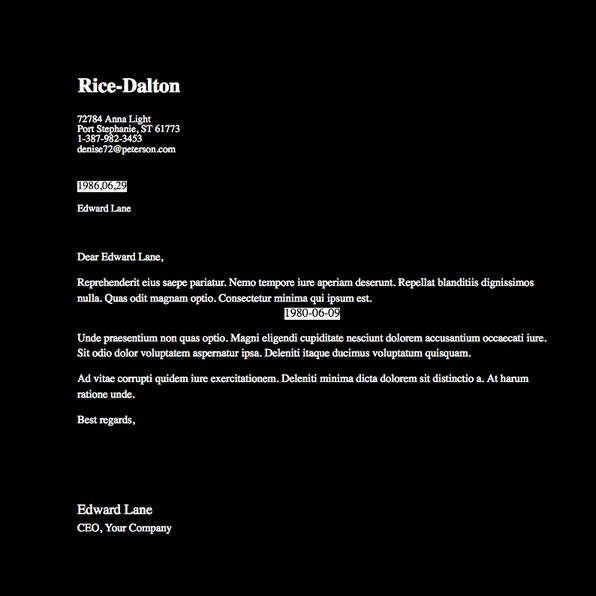 Rice-Dalton
72784 Anna Light
Port Stephanie, ST 61773
1-387-982-3453
denise72@peterson.com
1986,06,29
Edward Lane
Dear Edward Lane,
Reprehenderit eius saepe pariatur. Nemo tempore iure aperiam deserunt. Repellat blanditiis dignissimos
nulla. Quas odit magnam optio. Consectetur minima qui ipsum est.
1980-06-09
Unde praesentium non quas optio. Magni eligendi cupiditate nesciunt dolorem accusantium occaecati iure.
Sit odio dolor voluptatem aspernatur ipsa. Deleniti itaque ducimus voluptatum quisquam.
Ad vitae corrupti quidem iure exercitationem. Deleniti minima dicta dolorem sit distinctio a. At harum
ratione unde.
Best regards,
Edward Lane
CEO, Your Company